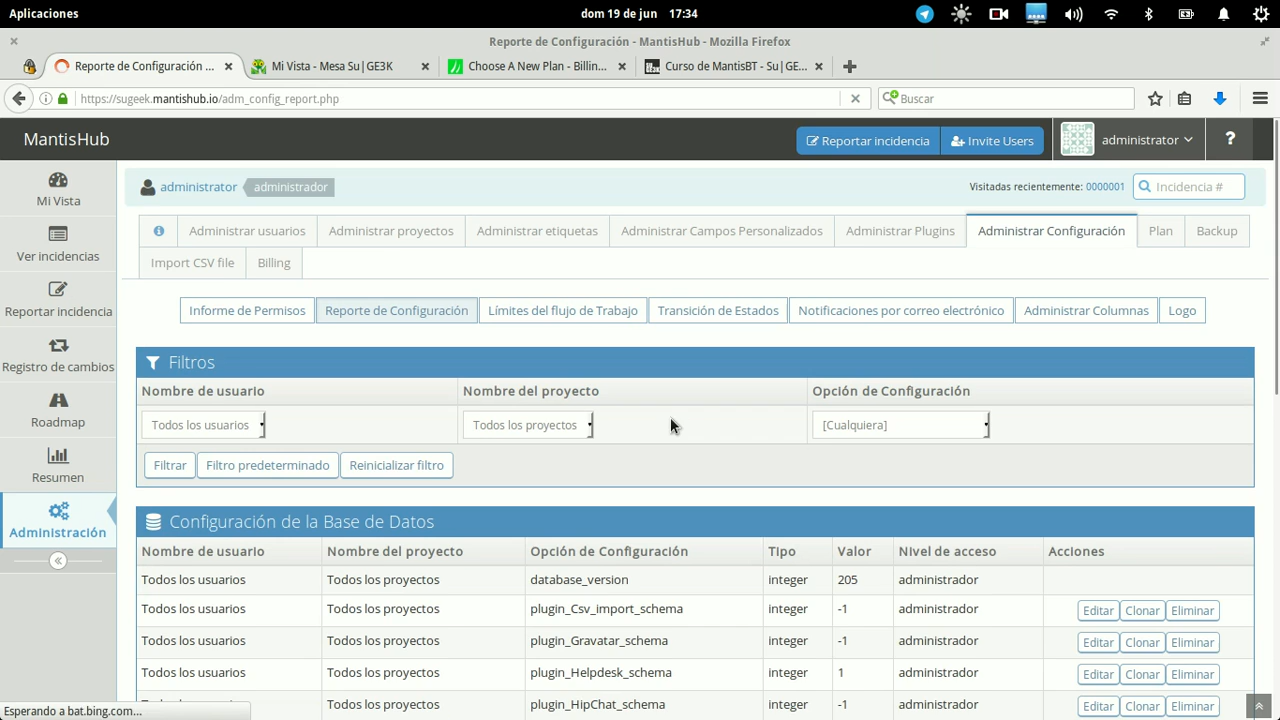 Aplicaciones
dom 19 de jun 17:34
Reporte de Configuración - MantisHub - Mozilla Firefox
Reporte de Configuración ...
Mi Vista - Mesa Su|GE3K
Choose A New Plan - Billin...
Curso de MantisBT - Su|GE...
https://sugeek.mantishub.io/adm_config_report.php
Buscar
MantisHub
Reportar incidencia
Invite Users
administrator
?
Mi Vista
Ver incidencias
Reportar incidencia
Registro de cambios
Roadmap
Resumen
Administración
administrator
administrador
Visitadas recientemente: 0000001
Incidencia #
Administrar usuarios
Administrar proyectos
Administrar etiquetas
Administrar Campos Personalizados
Administrar Plugins
Administrar Configuración
Plan
Backup
Import CSV file
Billing
Informe de Permisos
Reporte de Configuración
Límites del flujo de Trabajo
Transición de Estados
Notificaciones por correo electrónico
Administrar Columnas
Logo
Filtros
Nombre de usuario Nombre del proyecto Opción de Configuración
Todos los usuarios Todos los proyectos [Cualquiera]
Filtrar Filtro predeterminado Reinicializar filtro
Configuración de la Base de Datos
Nombre de usuario Nombre del proyecto Opción de Configuración Tipo Valor Nivel de acceso Acciones
Todos los usuarios Todos los proyectos database_version integer 205 administrador
Todos los usuarios Todos los proyectos plugin_Csv_import_schema integer -1 administrador Editar Clonar Eliminar
Todos los usuarios Todos los proyectos plugin_Gravatar_schema integer -1 administrador Editar Clonar Eliminar
Todos los usuarios Todos los proyectos plugin_Helpdesk_schema integer 1 administrador Editar Clonar Eliminar
Todos los usuarios Todos los proyectos plugin_HipChat_schema integer -1 administrador Editar Clonar Eliminar
Esperando a bat.bing.com...